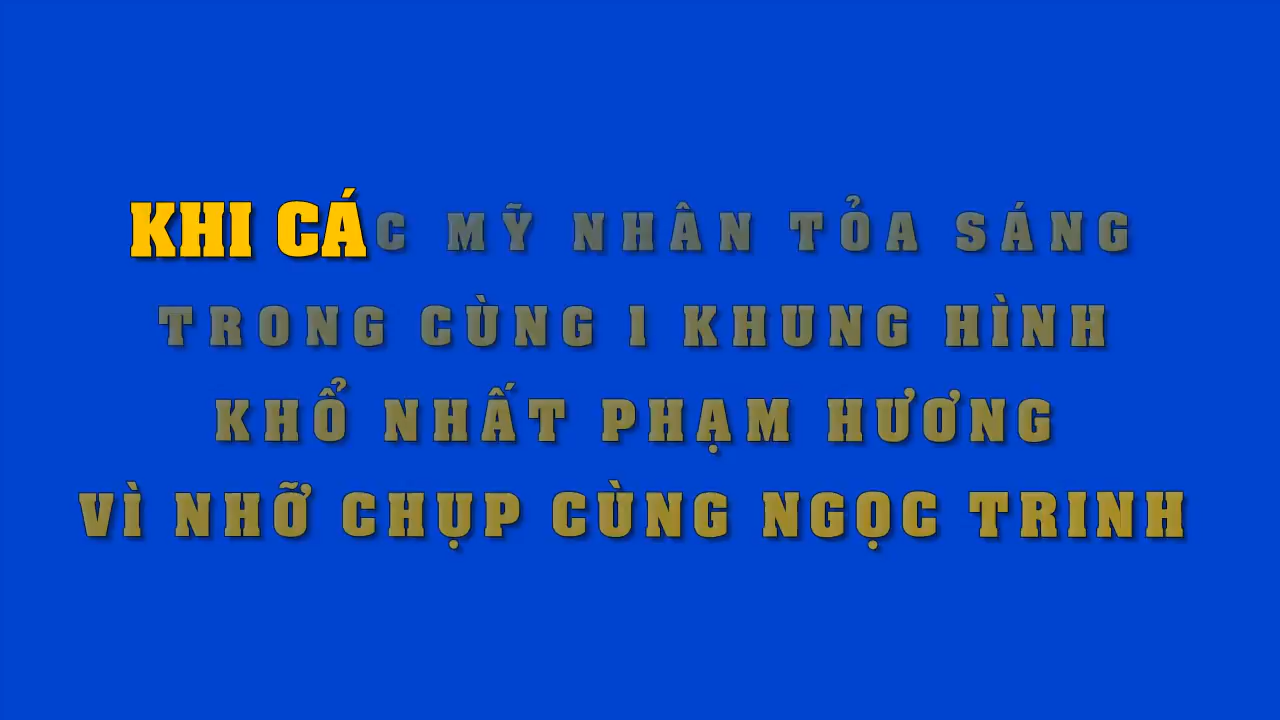 KHI CÁC MỸ NHÂN TỎA SÁNG
TRONG CÙNG 1 KHUNG HÌNH
KHỔ NHẤT PHẠM HƯƠNG
VÌ NHỠ CHỤP CÙNG NGỌC TRINH